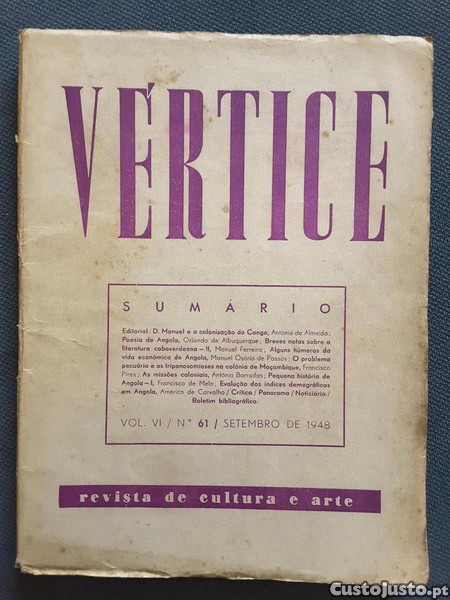 VÉRTICE
SUMÁRIO
Editorial / D. Manuel e a colonização do Congo, António de Almeida /
Poesia de Angola, Orlando de Albuquerque / Breves notas sobre a
literatura caboverdeana — II, Manuel Ferreira / Alguns números da
vida económica de Angola, Manuel Osório de Passos / O problema
pecuário e as tripanosomiases na colónia de Moçambique, Francisco
Pires / As missões coloniais, António Barradas / Pequena história de
Angola — I, Francisco de Melo / Evolução dos índices demográficos
em Angola, Américo de Carvalho / Crítica / Panorama / Noticiário /
Boletim bibliográfico.
VOL. VI / N.º 61 / SETEMBRO DE 1948
revista de cultura e arte
CustoJusto.pt